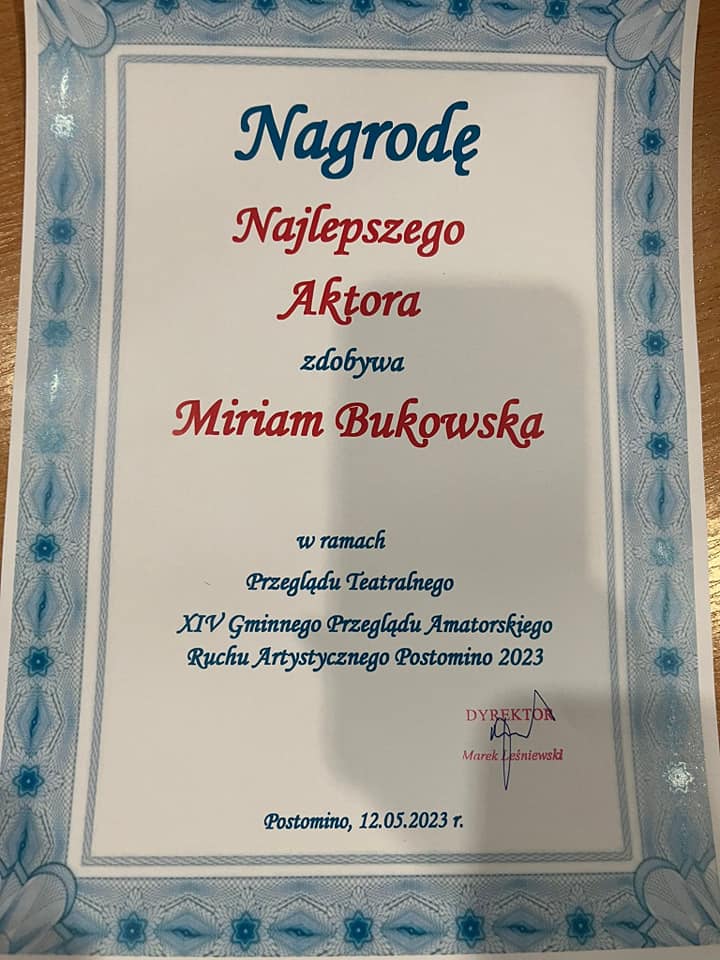 Nagrodę
Najlepszego
Aktora
zdobywa
Miriam Bukowska
w ramach
Przeglądu Teatralnego
XIV Gminnego Przeglądu Amatorskiego
Ruchu Artystycznego Postomino 2023
DYREKTOR
Marek Leśniewski
Postomino, 12.05.2023 r.